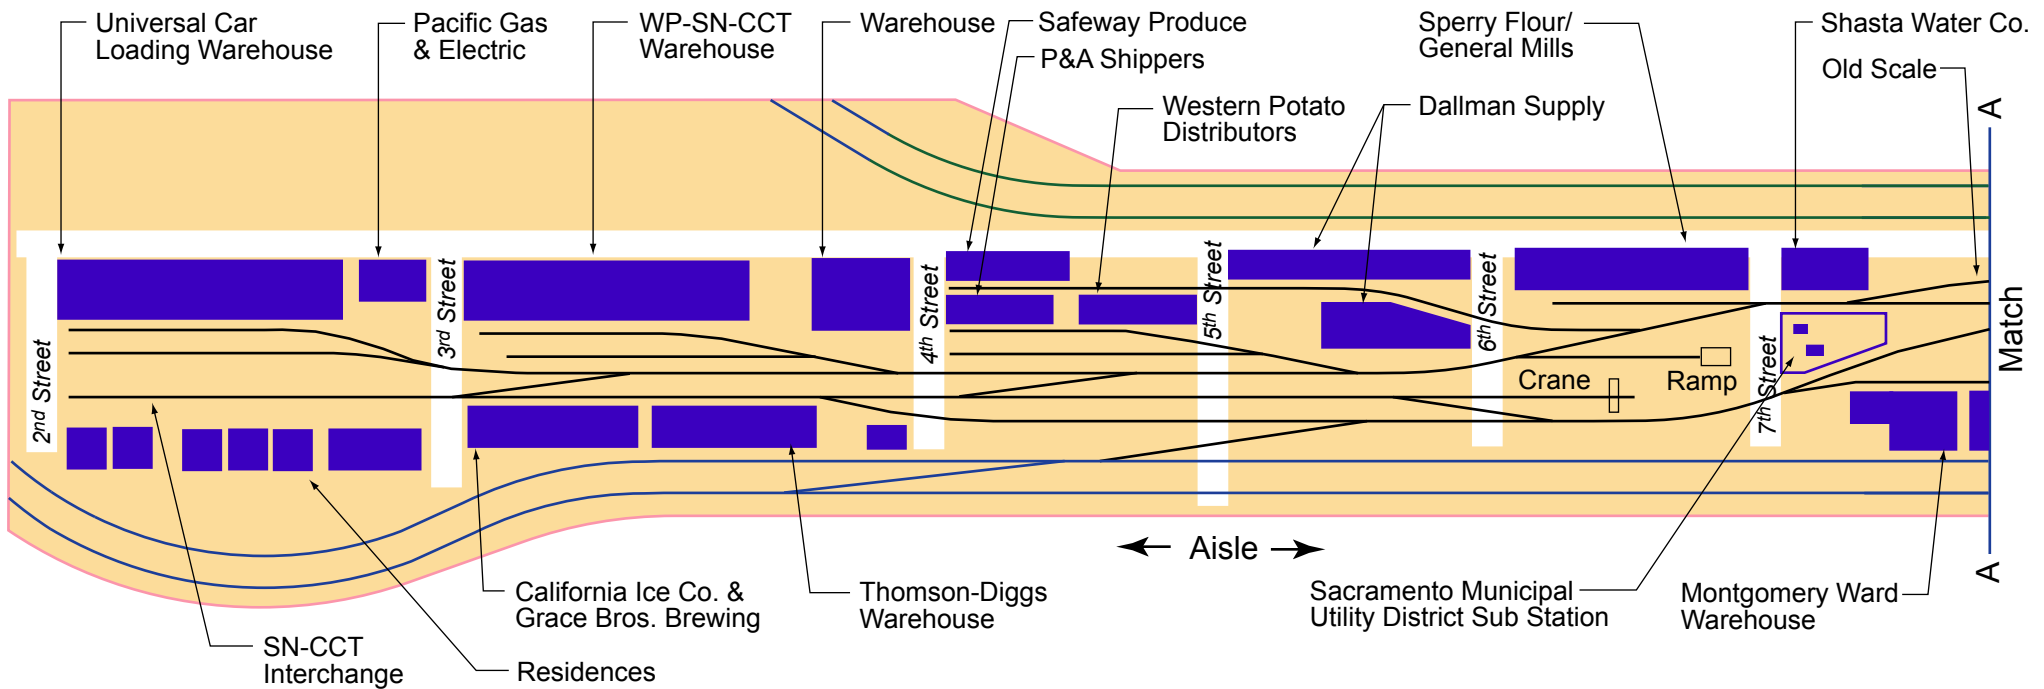 Universal Car
Loading Warehouse
Pacific Gas
& Electric
WP-SN-CCT
Warehouse
Warehouse
Safeway Produce
P&A Shippers
Western Potato
Distributors
Sperry Flour/
General Mills
Dallman Supply
Shasta Water Co.
Old Scale
A
Match
A
2nd Street
3rd Street
4th Street
5th Street
6th Street
7th Street
Crane
Ramp
Aisle
SN-CCT
Interchange
Residences
California Ice Co. &
Grace Bros. Brewing
Thomson-Diggs
Warehouse
Sacramento Municipal
Utility District Sub Station
Montgomery Ward
Warehouse